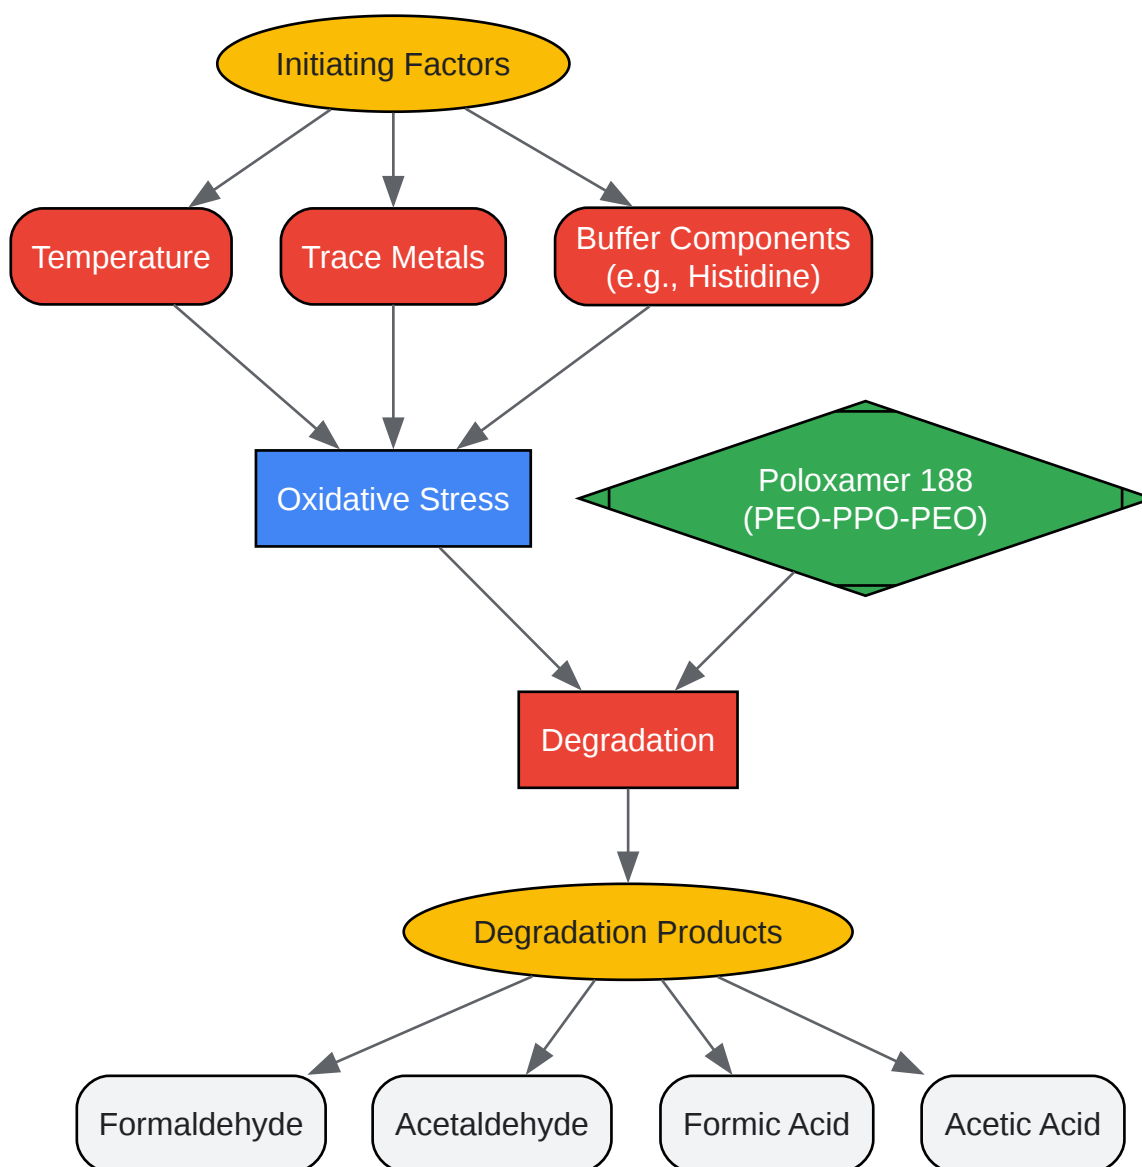 Initiating Factors
Temperature
Trace Metals
Buffer Components
(e.g., Histidine)
Oxidative Stress
Poloxamer 188
(PEO-PPO-PEO)
Degradation
Degradation Products
Formaldehyde
Acetaldehyde
Formic Acid
Acetic Acid